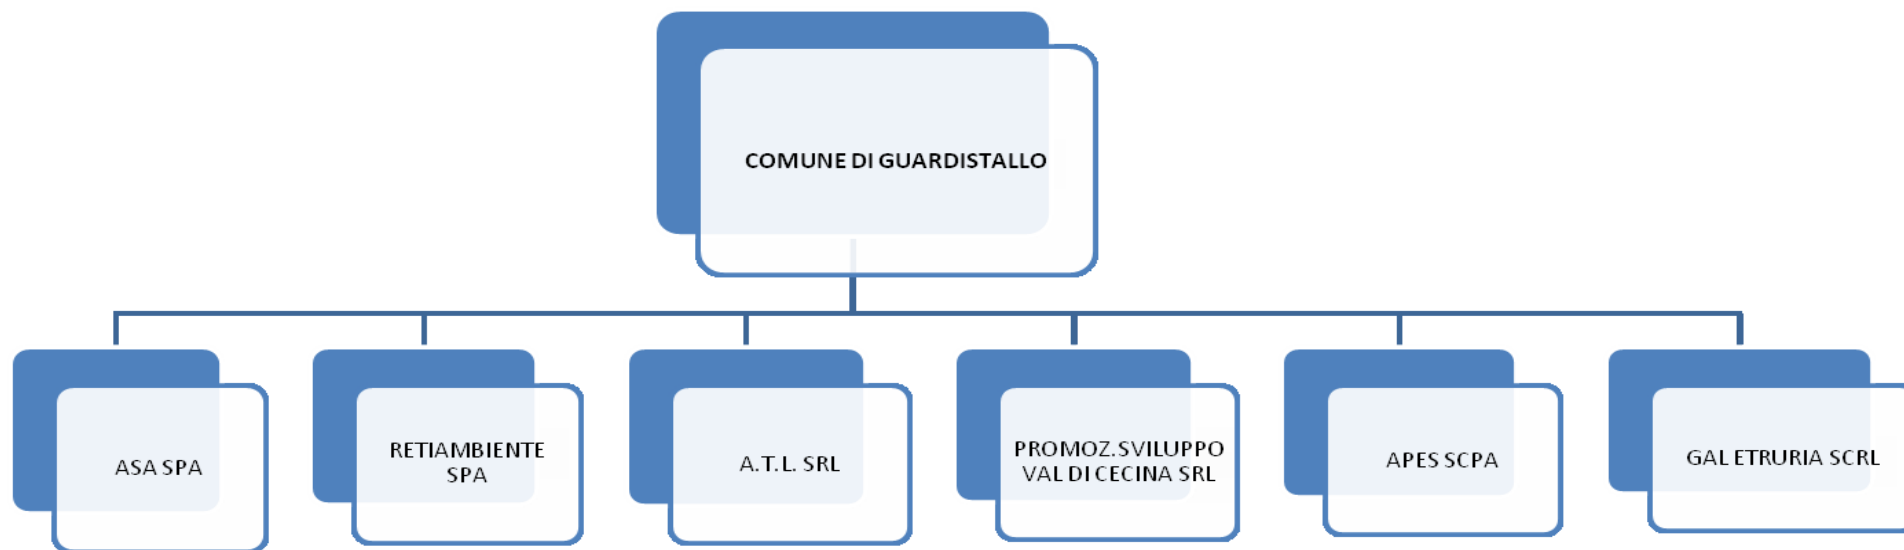 COMUNE DI GUARDISTALLO
ASA SPA
RETIAMBIENTE
SPA
A.T.L. SRL
PROMOZ.SVILUPPO
VAL DI CECINA SRL
APES SCPA
GAL ETRURIA SCRL